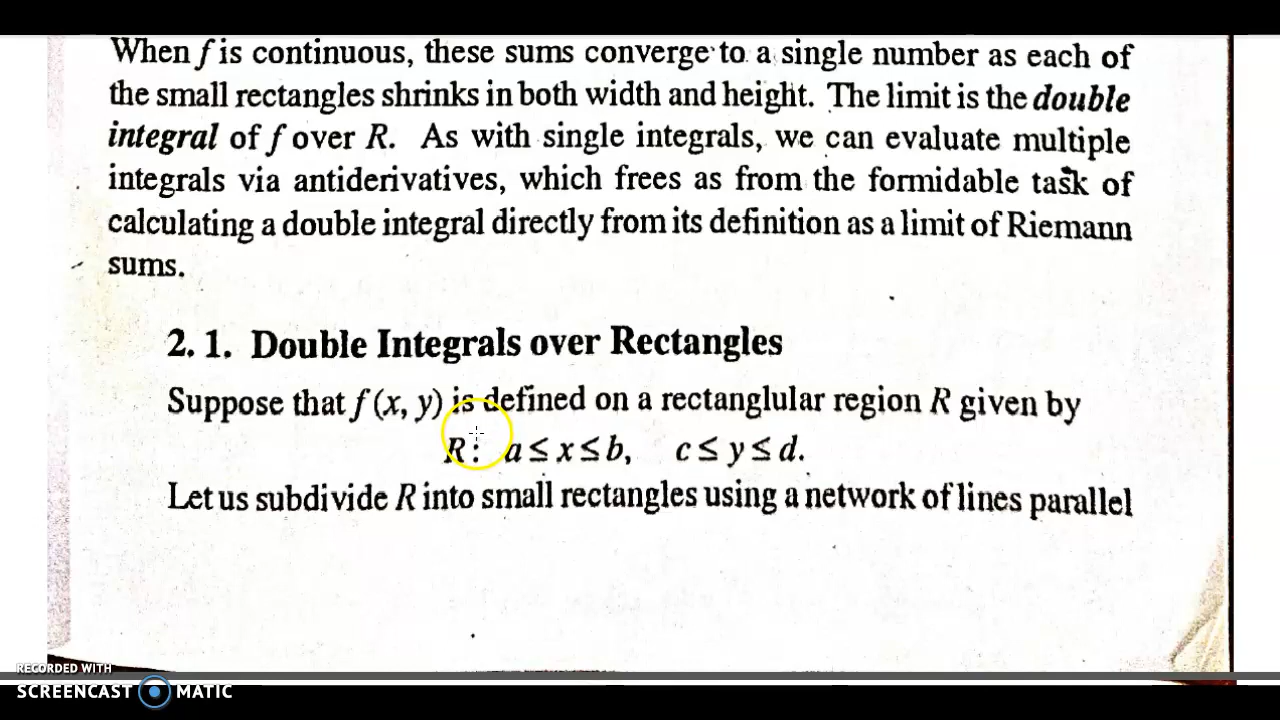 When f is continuous, these sums converge to a single number as each of
the small rectangles shrinks in both width and height. The limit is the double
integral of f over R. As with single integrals, we can evaluate multiple
integrals via antiderivatives, which frees as from the formidable task of
calculating a double integral directly from its definition as a limit of Riemann
sums.
2. 1. Double Integrals over Rectangles
Suppose that f (x, y) is defined on a rectanglular region R given by
R: a ≤ x ≤ b, c ≤ y ≤ d.
Let us subdivide R into small rectangles using a network of lines parallel
RECORDED WITH
SCREENCAST MATIC